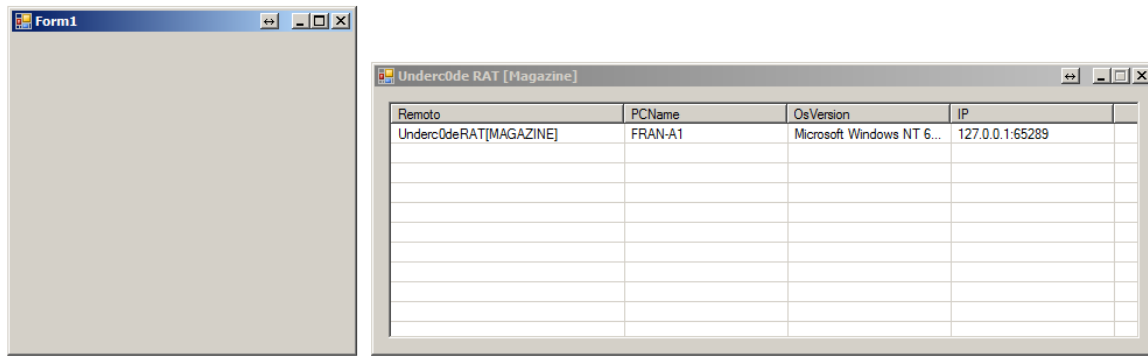 Form1
Underc0de RAT [Magazine]
Remoto PCName OsVersion IP
Underc0deRAT[MAGAZINE] FRAN-A1 Microsoft Windows NT 6... 127.0.0.1:65289